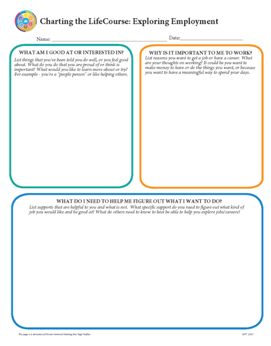 Charting the LifeCourse: Exploring Employment
Name: Date:
WHAT AM I GOOD AT OR INTERESTED IN?
List things that you've been told you do well, or you feel good
about. What do you do that you are proud of or think is
important? What would you like to learn more about or try?
For example - you're a "people person" or like helping others.
WHY IS IT IMPORTANT TO ME TO WORK?
List reasons you want to get a job or have a career. What
are your thoughts on working? It could be you want to
make money to have or do the things you want, or because
you want to have a meaningful way to spend your days.
WHAT DO I NEED TO HELP ME FIGURE OUT WHAT I WANT TO DO?
List supports that are helpful to you and what is not. What specific support do you need to figure out what kind of
job you would like and be good at? What do others need to know to best be able to help you explore jobs/careers?